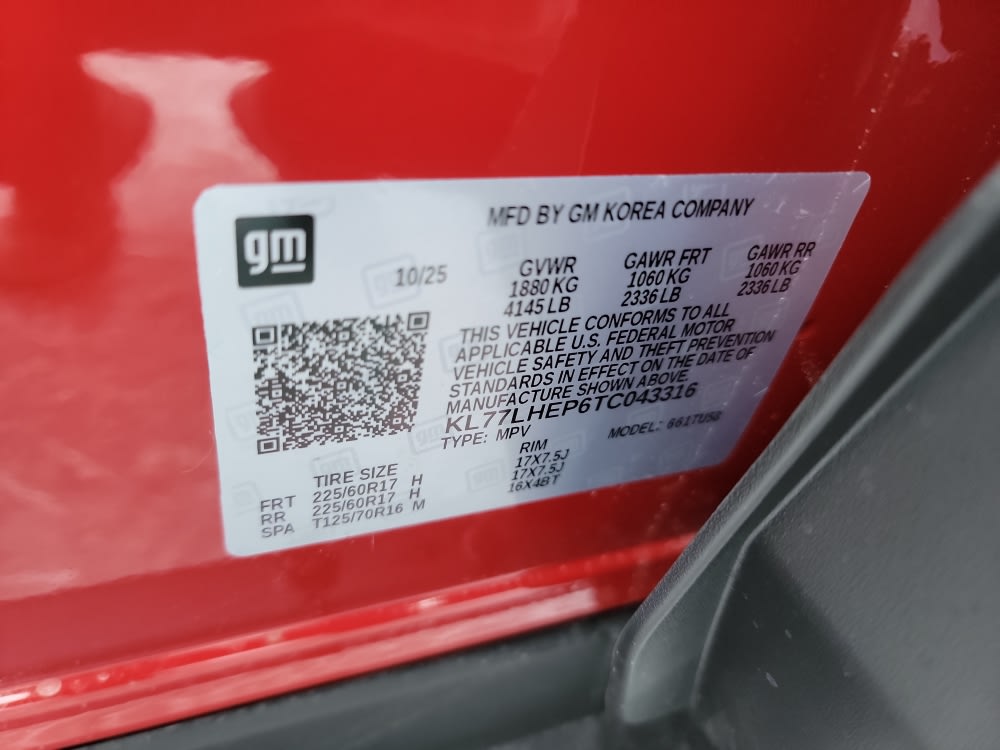 gm
MFD BY GM KOREA COMPANY
10/25
GVWR GAWR FRT GAWR RR
1880 KG 1060 KG 1060 KG
4145 LB 2336 LB 2336 LB
THIS VEHICLE CONFORMS TO ALL
APPLICABLE U.S. FEDERAL MOTOR
VEHICLE SAFETY AND THEFT PREVENTION
STANDARDS IN EFFECT ON THE DATE OF
MANUFACTURE SHOWN ABOVE.
KL77LHEP6TC043316
TYPE: MPV MODEL: 661TU58
TIRE SIZE RIM
FRT 225/60R17 H 17X7.5J
RR 225/60R17 H 17X7.5J
SPA T125/70R16 M 16X4BT